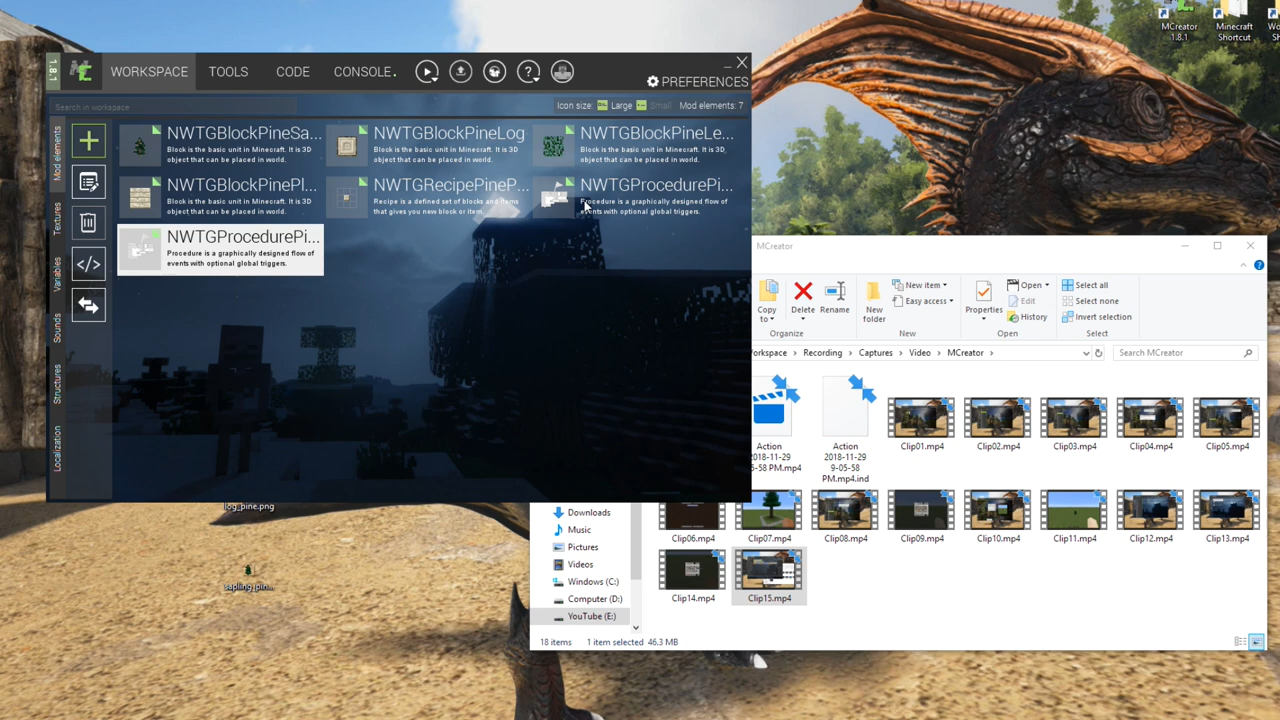 MCreator
1.8.1
Minecraft
Shortcut
1.8.1
WORKSPACE
TOOLS
CODE
CONSOLE
PREFERENCES
Search in workspace
Icon size:
Large
Small
Mod elements: 7
Mod elements
Textures
Variables
Sounds
Structures
Localization
NWTGBlockPineSa...
Block is the basic unit in Minecraft. It is 3D
object that can be placed in world.
NWTGBlockPineLog
Block is the basic unit in Minecraft. It is 3D
object that can be placed in world.
NWTGBlockPineLe...
Block is the basic unit in Minecraft. It is 3D
object that can be placed in world.
NWTGBlockPinePl...
Block is the basic unit in Minecraft. It is 3D
object that can be placed in world.
NWTGRecipePineP...
Recipe is a defined set of blocks and items
that gives you new block or item.
NWTGProcedurePi...
Procedure is a graphically designed flow of
events with optional global triggers.
NWTGProcedurePi...
Procedure is a graphically designed flow of
events with optional global triggers.
log_pine.png
sapling_pin...
MCreator
Copy
to
Delete
Rename
New
folder
New item
Easy access
Properties
Open
Edit
History
Select all
Select none
Invert selection
Organize
New
Open
Select
orkspace
Recording
Captures
Video
MCreator
Search MCreator
Action
2018-11-29
9-05-58 PM.mp4
Action
2018-11-29
9-05-58
PM.mp4.ind
Clip01.mp4
Clip02.mp4
Clip03.mp4
Clip04.mp4
Clip05.mp4
Clip06.mp4
Clip07.mp4
Clip08.mp4
Clip09.mp4
Clip10.mp4
Clip11.mp4
Clip12.mp4
Clip13.mp4
Clip14.mp4
Clip15.mp4
Downloads
Music
Pictures
Videos
Windows (C:)
Computer (D:)
YouTube (E:)
18 items
1 item selected
46.3 MB